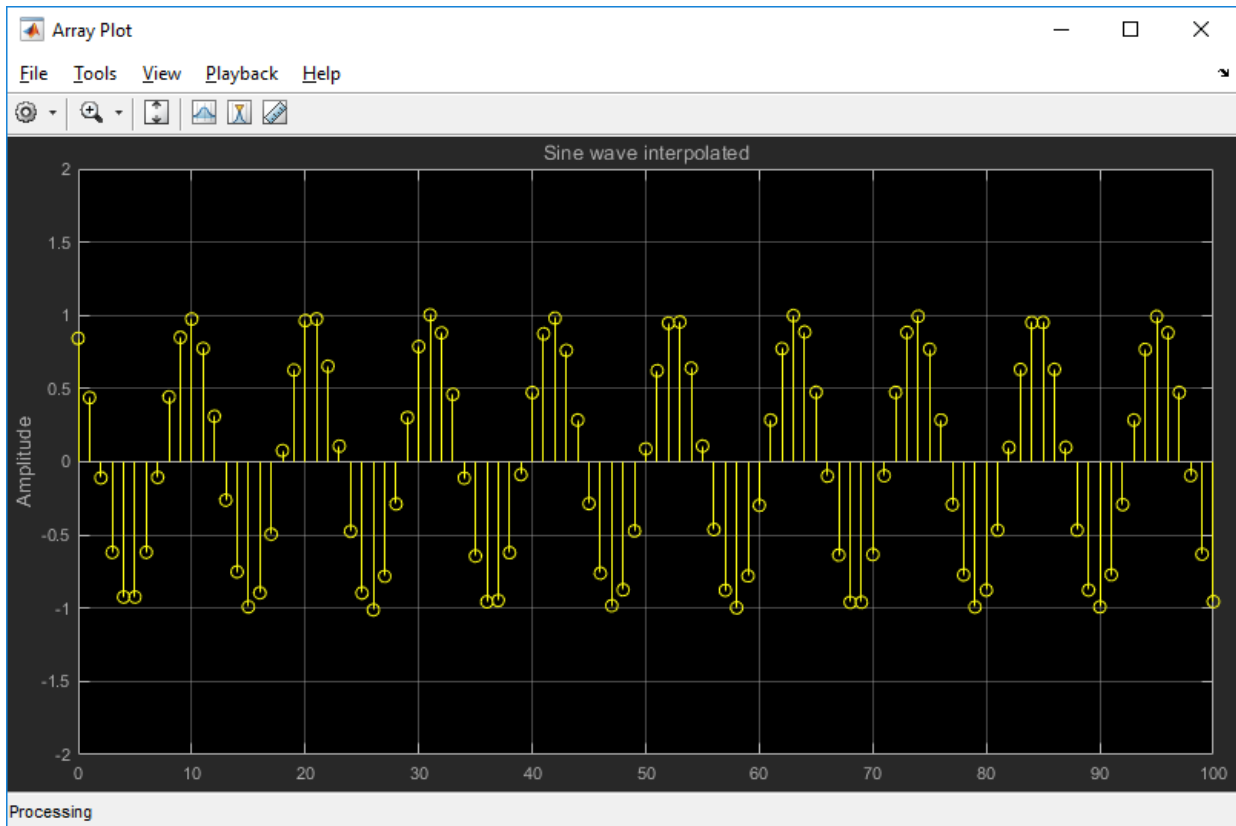 Array Plot
File Tools View Playback Help
Sine wave interpolated
2
1.5
1
0.5
0
-0.5
-1
-1.5
-2
Amplitude
0 10 20 30 40 50 60 70 80 90 100
Processing